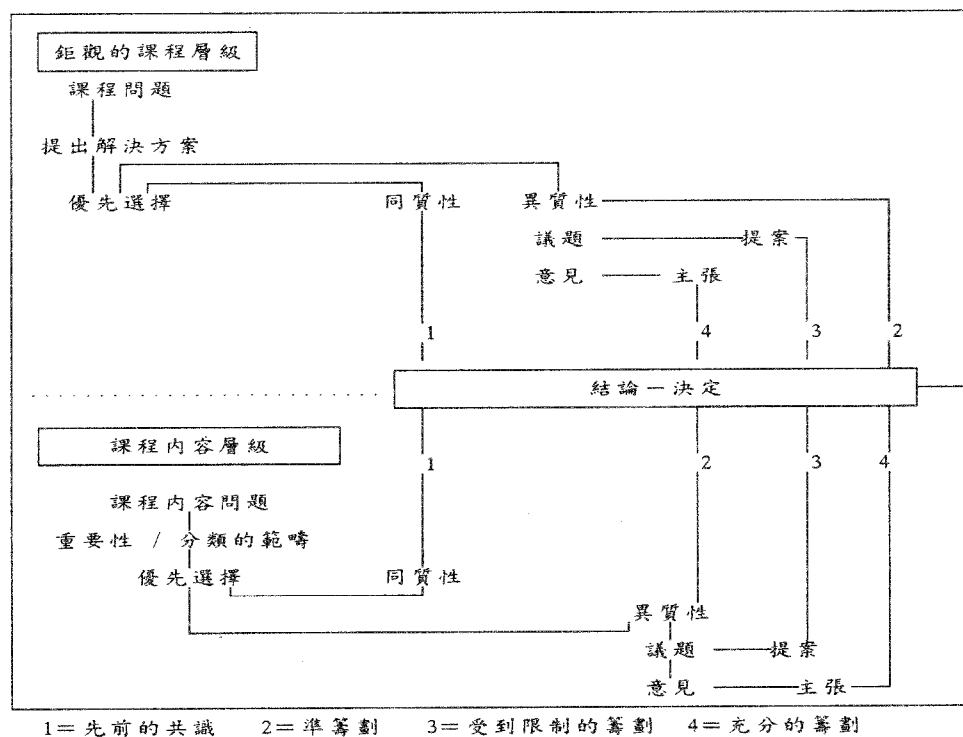 鉅觀的課程層級
課程問題
提出解決方案
優先選擇 同質性 異質性
議題 提案
意見 主張
1 4 3 2
結論－決定
課程內容層級
1 2 3 4
課程內容問題
重要性 / 分類的範疇
優先選擇 同質性
異質性
議題 提案
意見 主張
1＝先前的共識 2＝準籌劃 3＝受到限制的籌劃 4＝充分的籌劃